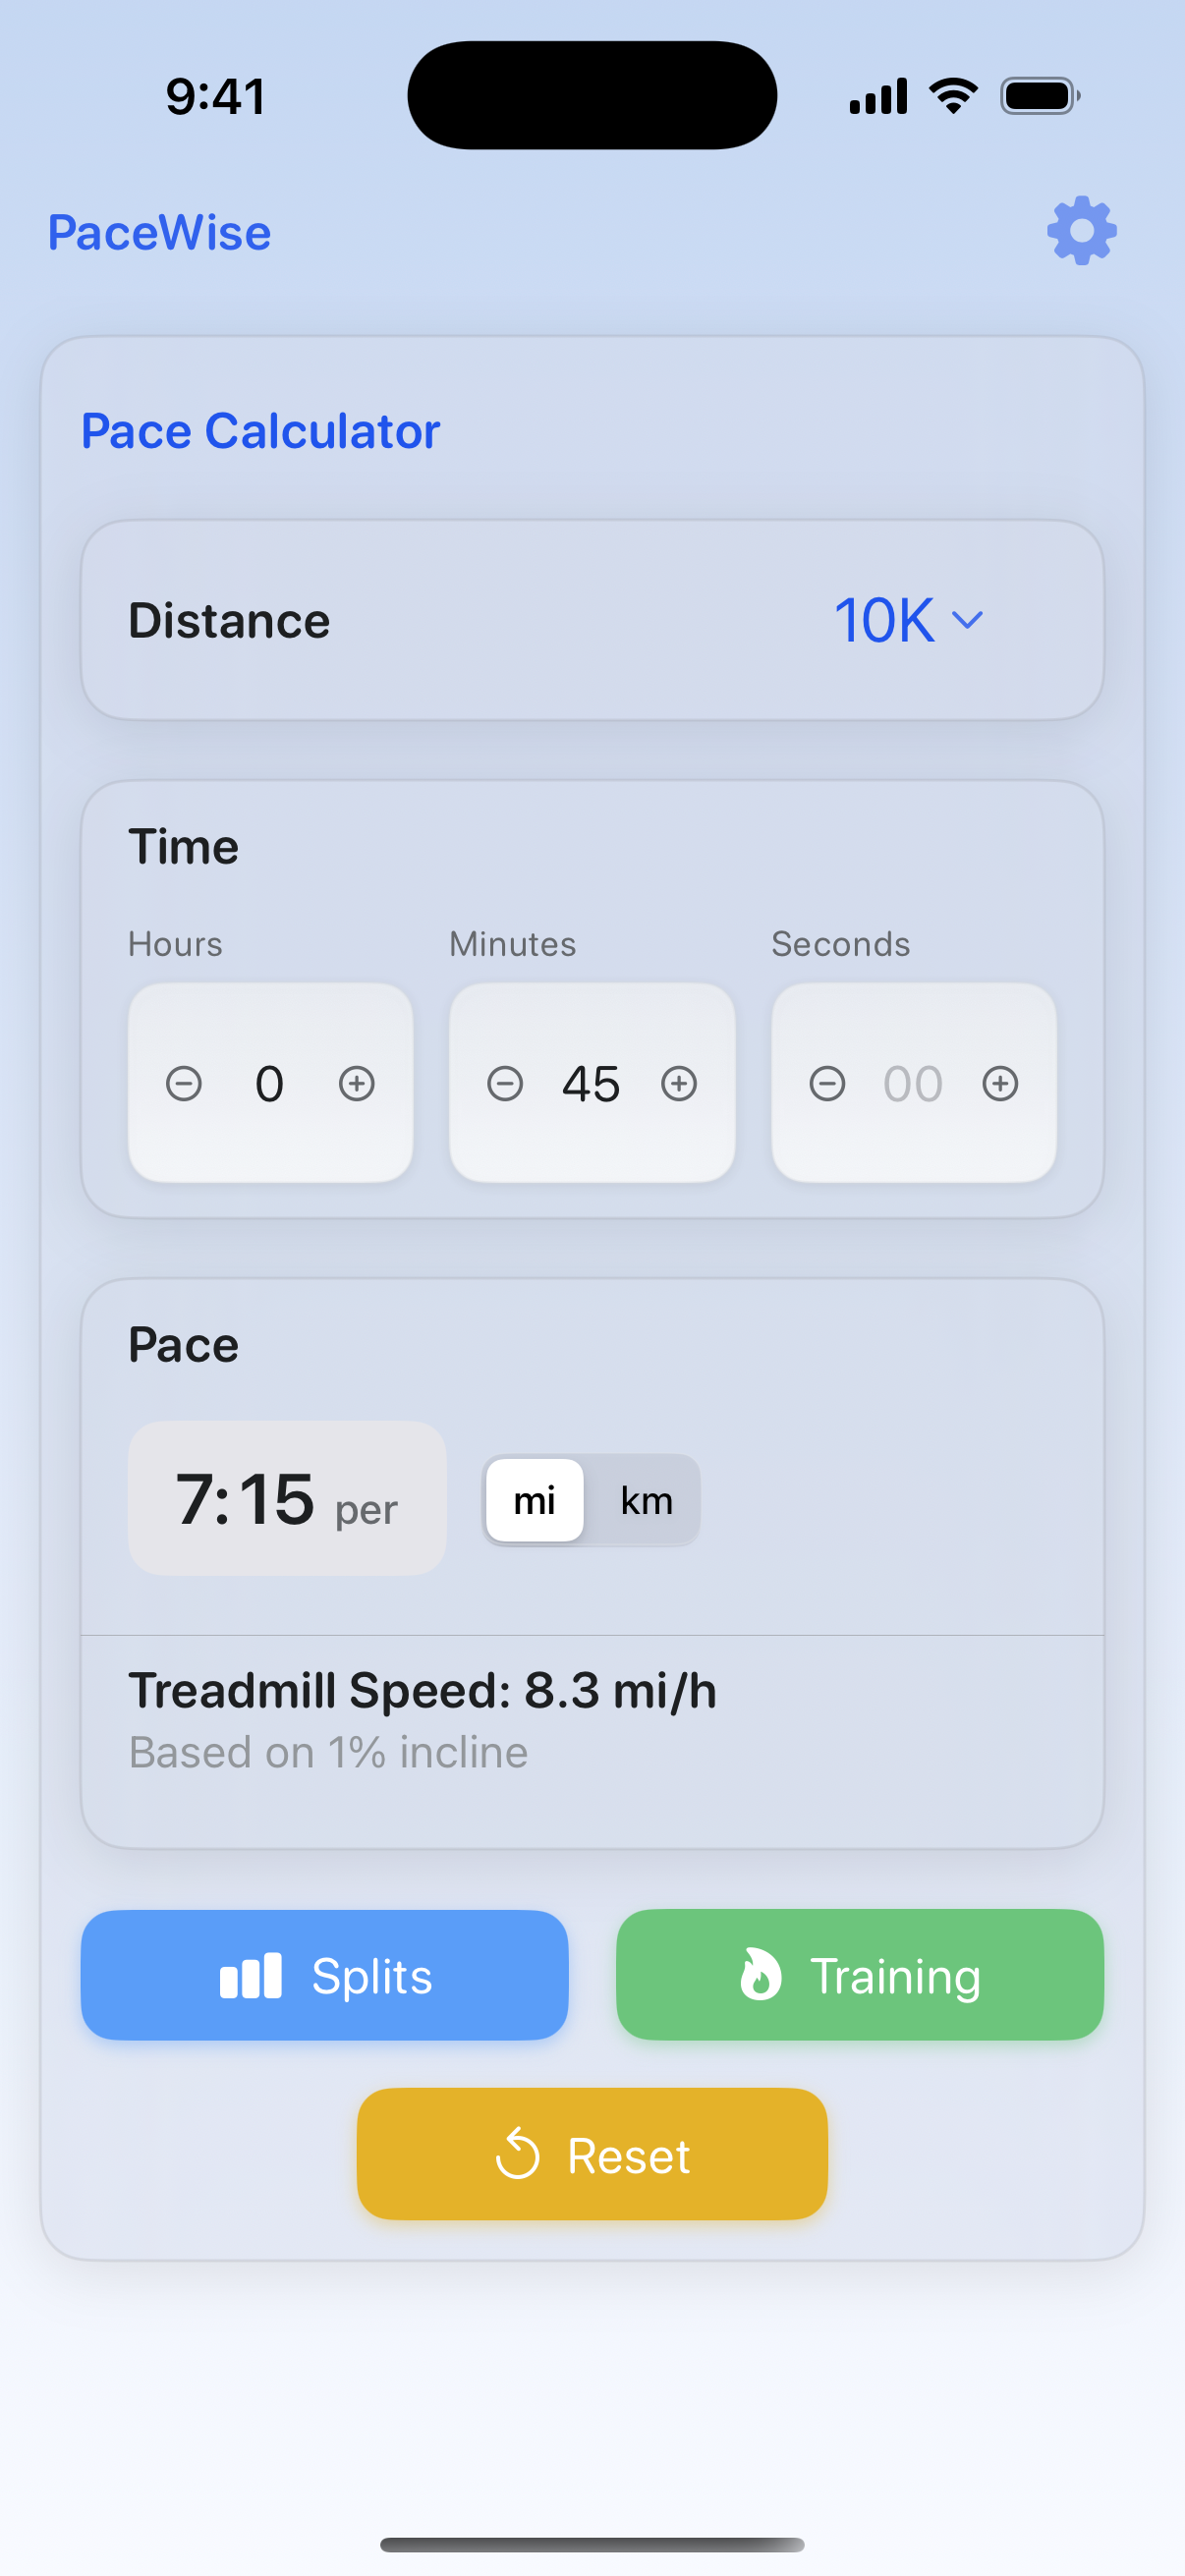 9:41
PaceWise
Pace Calculator
Distance 10K
Time
Hours Minutes Seconds
0 45 00
Pace
7:15 per mi km
Treadmill Speed: 8.3 mi/h
Based on 1% incline
Splits Training
Reset